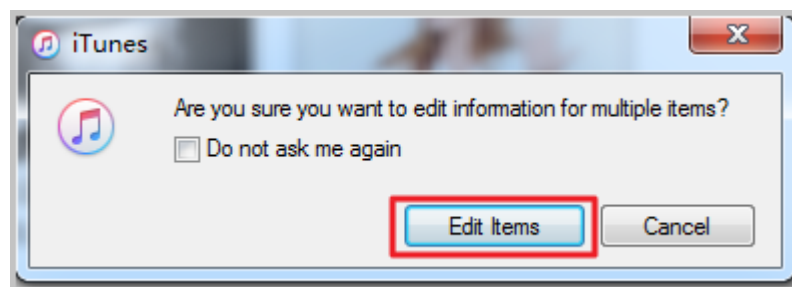 iTunes
Are you sure you want to edit information for multiple items?
Do not ask me again
Edit Items
Cancel